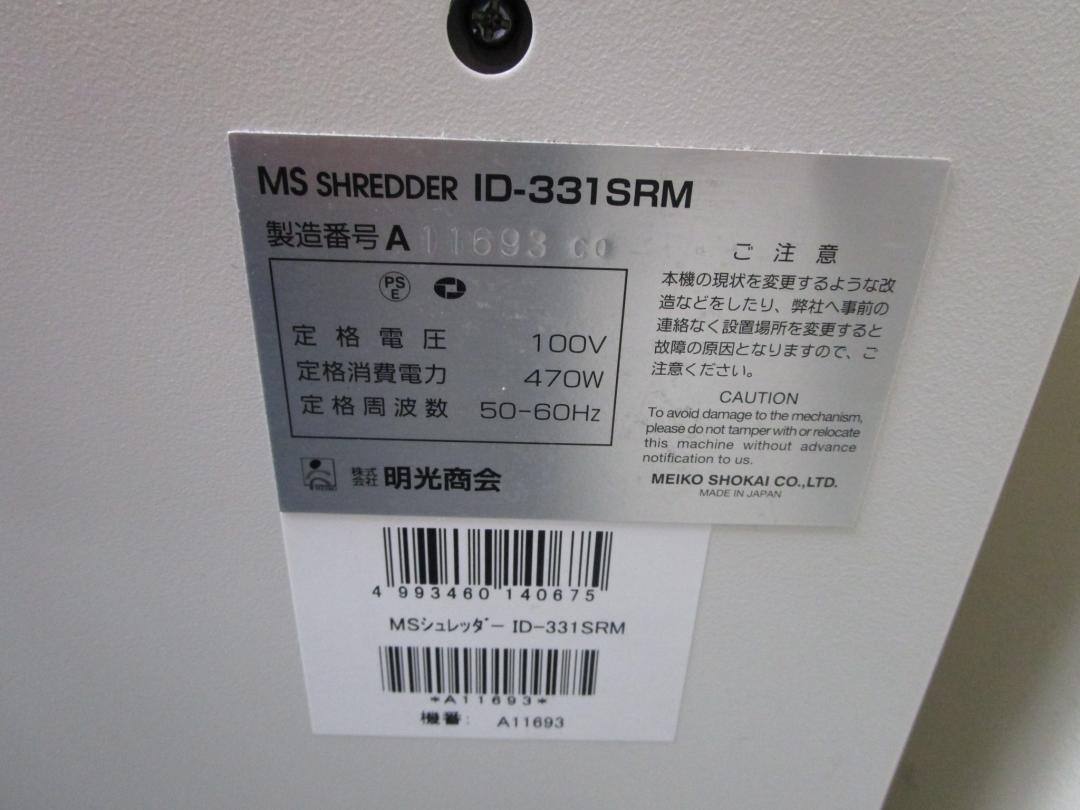 MS SHREDDER ID-331SRM
製造番号 A 11693 co
PS
E
定格電圧 100V
定格消費電力 470W
定格周波数 50-60Hz
株式
会社 明光商会
ご注意
本機の現状を変更するような改
造などをしたり、弊社へ事前の
連絡なく設置場所を変更すると
故障の原因となりますので、ご
注意ください。
CAUTION
To avoid damage to the mechanism,
please do not tamper with or relocate
this machine without advance
notification to us.
MEIKO SHOKAI CO.,LTD.
MADE IN JAPAN
4 993460 140675
MSシュレッダー ID-331SRM
*A11693*
機番: A11693